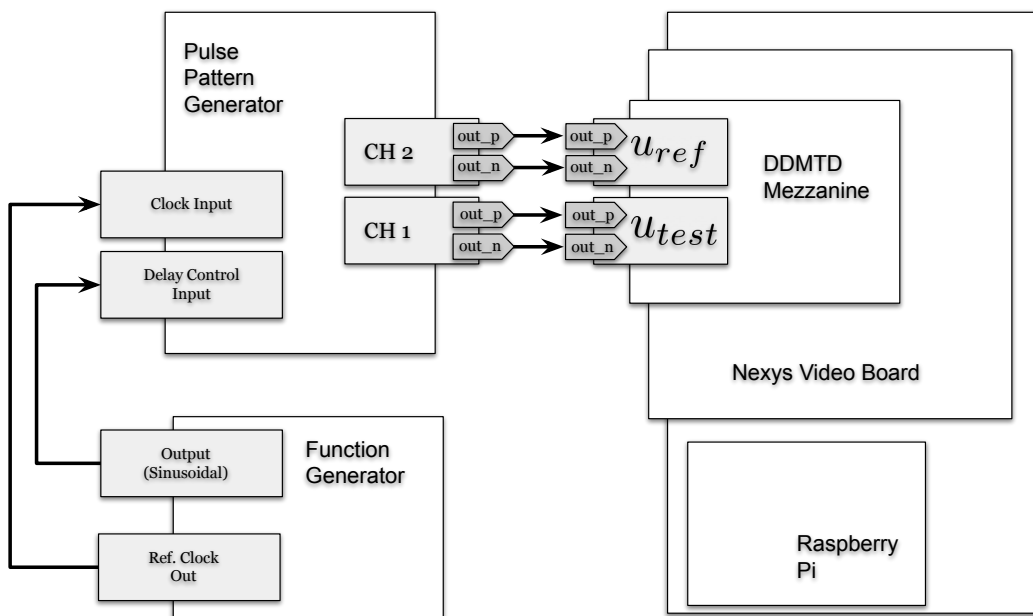 Pulse
Pattern
Generator
CH 2
out_p
out_n
out_p
out_n
u_ref
CH 1
out_p
out_n
out_p
out_n
u_test
DDMTD
Mezzanine
Clock Input
Delay Control
Input
Nexys Video Board
Output
(Sinusoidal)
Function
Generator
Ref. Clock
Out
Raspberry
Pi